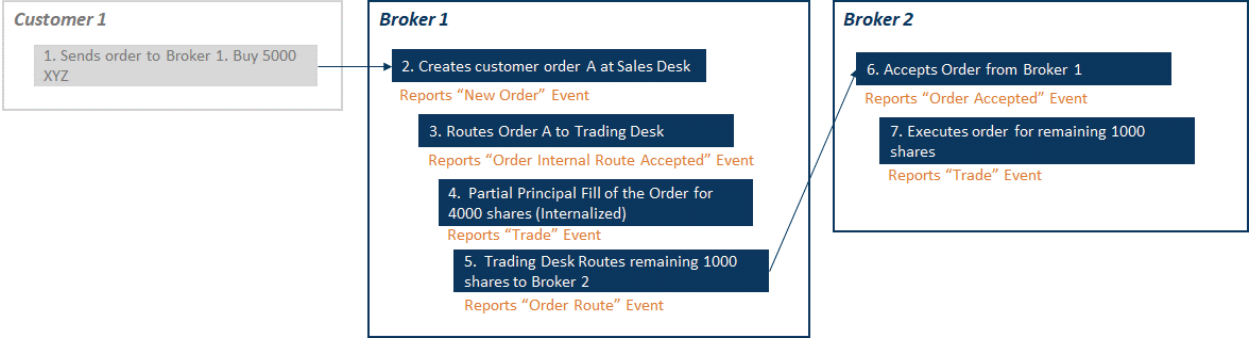 Customer 1
1. Sends order to Broker 1. Buy 5000
XYZ
Broker 1
2. Creates customer order A at Sales Desk
Reports “New Order” Event
3. Routes Order A to Trading Desk
Reports “Order Internal Route Accepted” Event
4. Partial Principal Fill of the Order for
4000 shares (Internalized)
Reports “Trade” Event
5. Trading Desk Routes remaining 1000
shares to Broker 2
Reports “Order Route” Event
Broker 2
6. Accepts Order from Broker 1
Reports “Order Accepted” Event
7. Executes order for remaining 1000
shares
Reports “Trade” Event